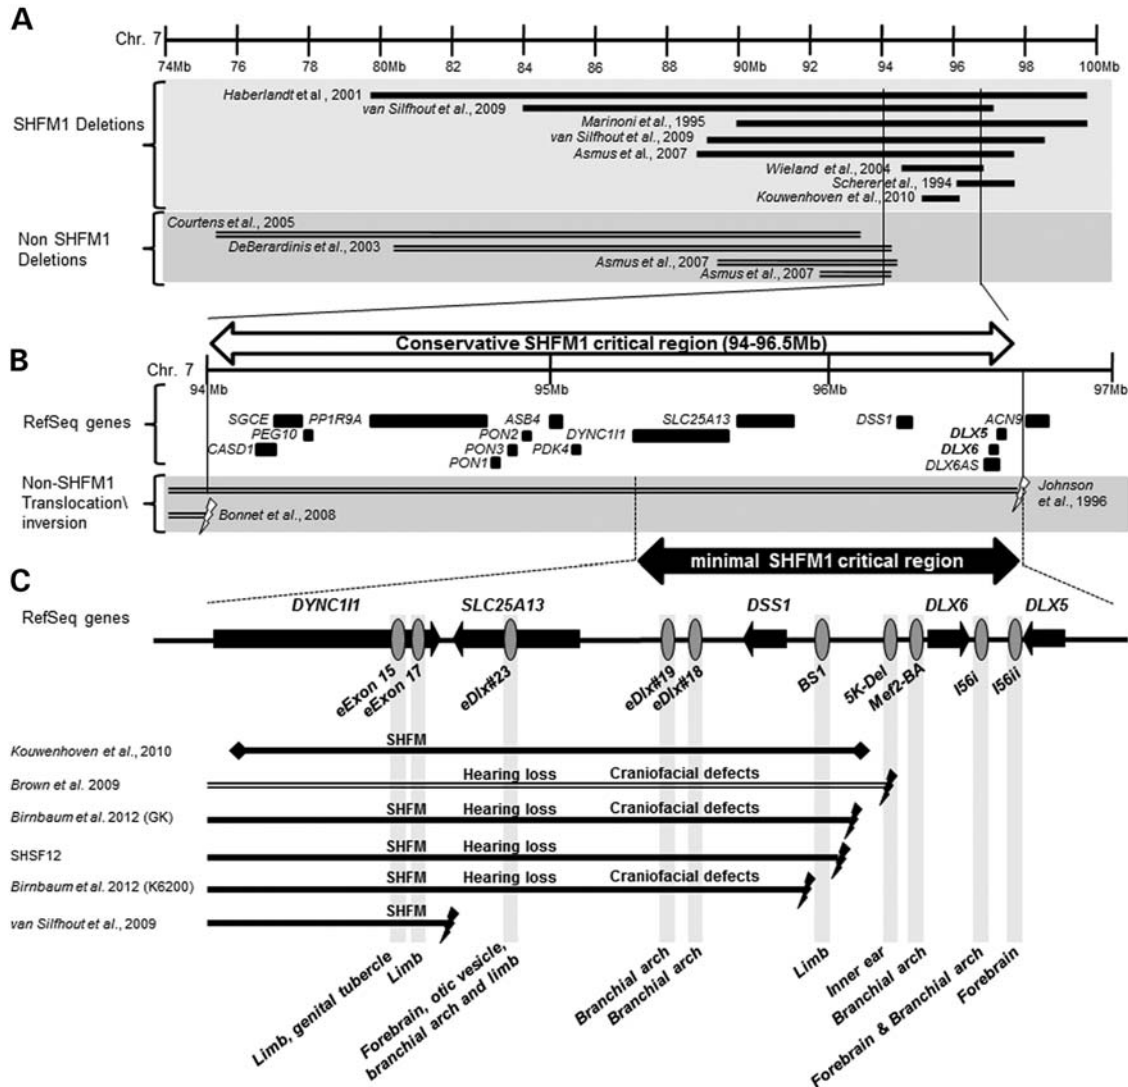 A
Chr. 7
74Mb 76 78 80Mb 82 84 86 88 90Mb 92 94 96 98 100Mb
SHFM1 Deletions
Haberlandt et al , 2001
van Silfhout et al., 2009
Marinoni et al., 1995
van Silfhout et al., 2009
Asmus et al., 2007
Wieland et al., 2004
Scherer et al., 1994
Kouwenhoven et al., 2010
Non SHFM1
Deletions
Courtens et al., 2005
DeBerardinis et al., 2003
Asmus et al., 2007
Asmus et al., 2007
Conservative SHFM1 critical region (94-96.5Mb)
B
Chr. 7
94Mb 95Mb 96Mb 97Mb
RefSeq genes
SGCE PP1R9A ASB4 SLC25A13 DSS1 ACN9
PEG10 PON2 DYNC1I1 DLX5
CASD1 PON3 PDK4 DLX6
PON1 DLX6AS
Non-SHFM1
Translocation\
inversion
Johnson
et al., 1996
Bonnet et al., 2008
minimal SHFM1 critical region
C
RefSeq genes
DYNC1I1 SLC25A13 DSS1 DLX6 DLX5
eExon 15 eExon 17 eDlx#23 eDlx#19 eDlx#18 BS1 5K-Del Mef2-BA I56i I56ii
Kouwenhoven et al., 2010 SHFM
Brown et al. 2009 Hearing loss Craniofacial defects
Birnbaum et al. 2012 (GK) SHFM Hearing loss Craniofacial defects
SHSF12 SHFM Hearing loss
Birnbaum et al. 2012 (K6200) SHFM Hearing loss Craniofacial defects
van Silfhout et al., 2009 SHFM
Limb, genital tubercle
Limb
Forebrain, otic vesicle,
branchial arch and limb
Branchial arch
Branchial arch
Limb
Inner ear
Branchial arch
Forebrain & Branchial arch
Forebrain